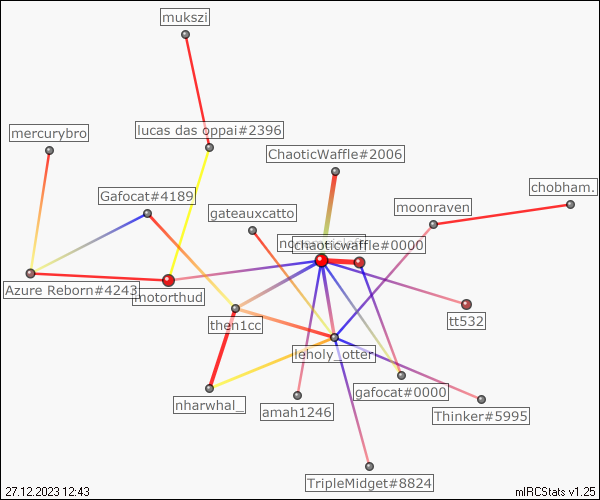 mukszi
lucas das oppai#2396
mercurybro
ChaoticWaffle#2006
chobham.
Gafocat#4189
moonraven
gateauxcatto
chaoticwaffle#0000
Azure Reborn#4243
motorthud
then1cc
tt532
leholy_otter
gafocat#0000
nharwhal_
amah1246
Thinker#5995
TripleMidget#8824
27.12.2023 12:43
mIRCStats v1.25